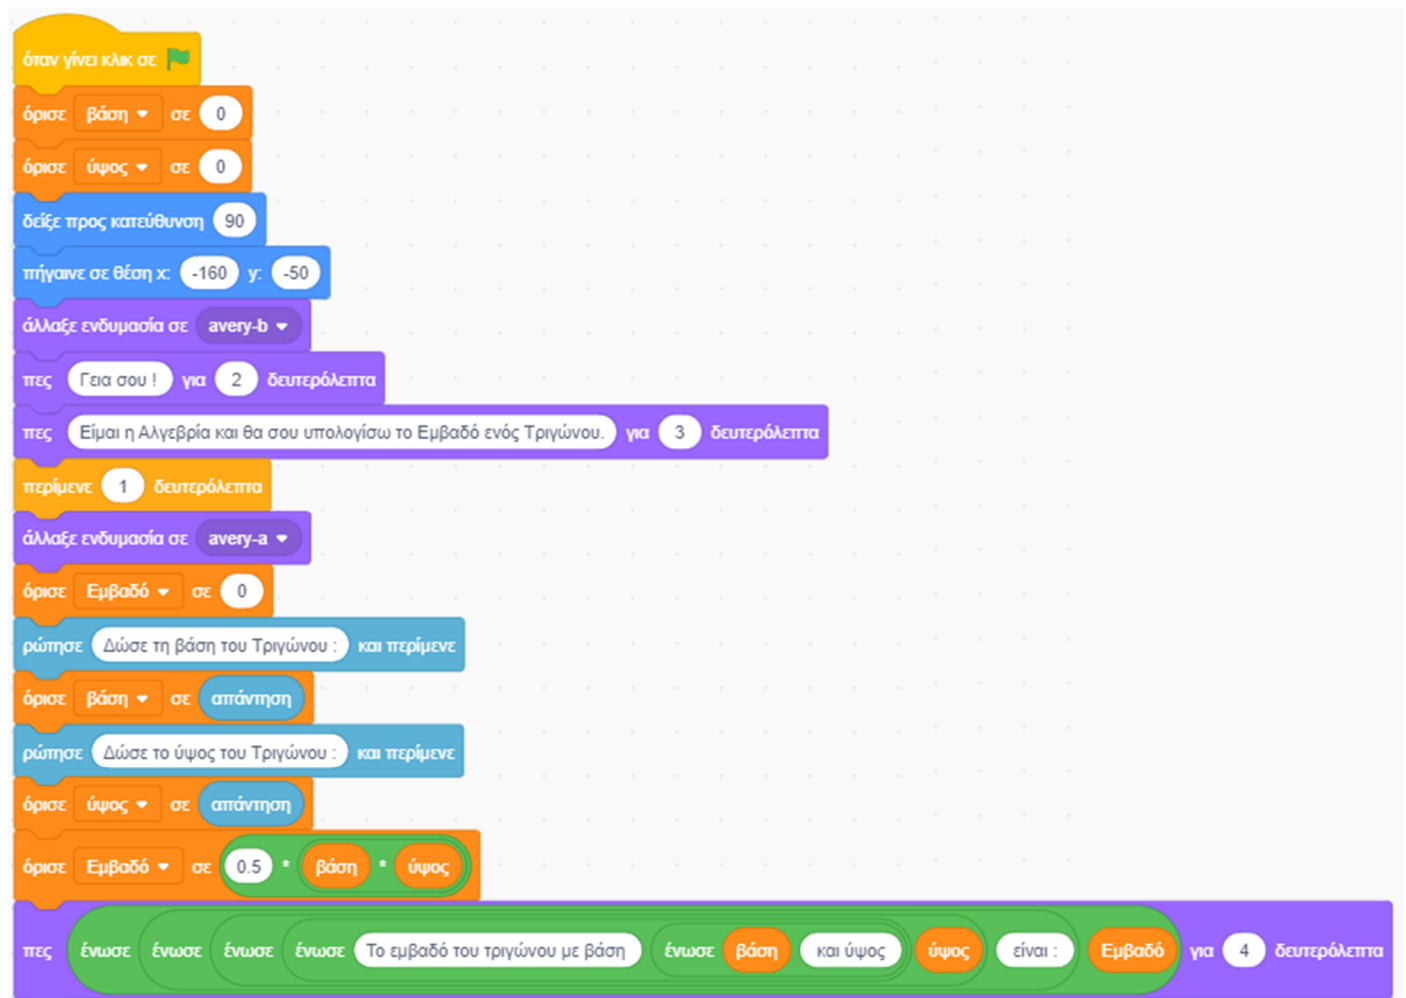 όταν γίνει κλικ σε
όρισε βάση σε 0
όρισε ύψος σε 0
δείξε προς κατεύθυνση 90
πήγαινε σε θέση x: -160 y: -50
άλλαξε ενδυμασία σε avery-b
πες Γεια σου ! για 2 δευτερόλεπτα
πες Είμαι η Αλγεβρία και θα σου υπολογίσω το Εμβαδό ενός Τριγώνου. για 3 δευτερόλεπτα
περίμενε 1 δευτερόλεπτα
άλλαξε ενδυμασία σε avery-a
όρισε Εμβαδό σε 0
ρώτησε Δώσε τη βάση του Τριγώνου : και περίμενε
όρισε βάση σε απάντηση
ρώτησε Δώσε το ύψος του Τριγώνου : και περίμενε
όρισε ύψος σε απάντηση
όρισε Εμβαδό σε 0.5 * βάση * ύψος
πες ένωσε ένωσε ένωσε ένωσε Το εμβαδό του τριγώνου με βάση ένωσε βάση και ύψος ύψος είναι : Εμβαδό για 4 δευτερόλεπτα